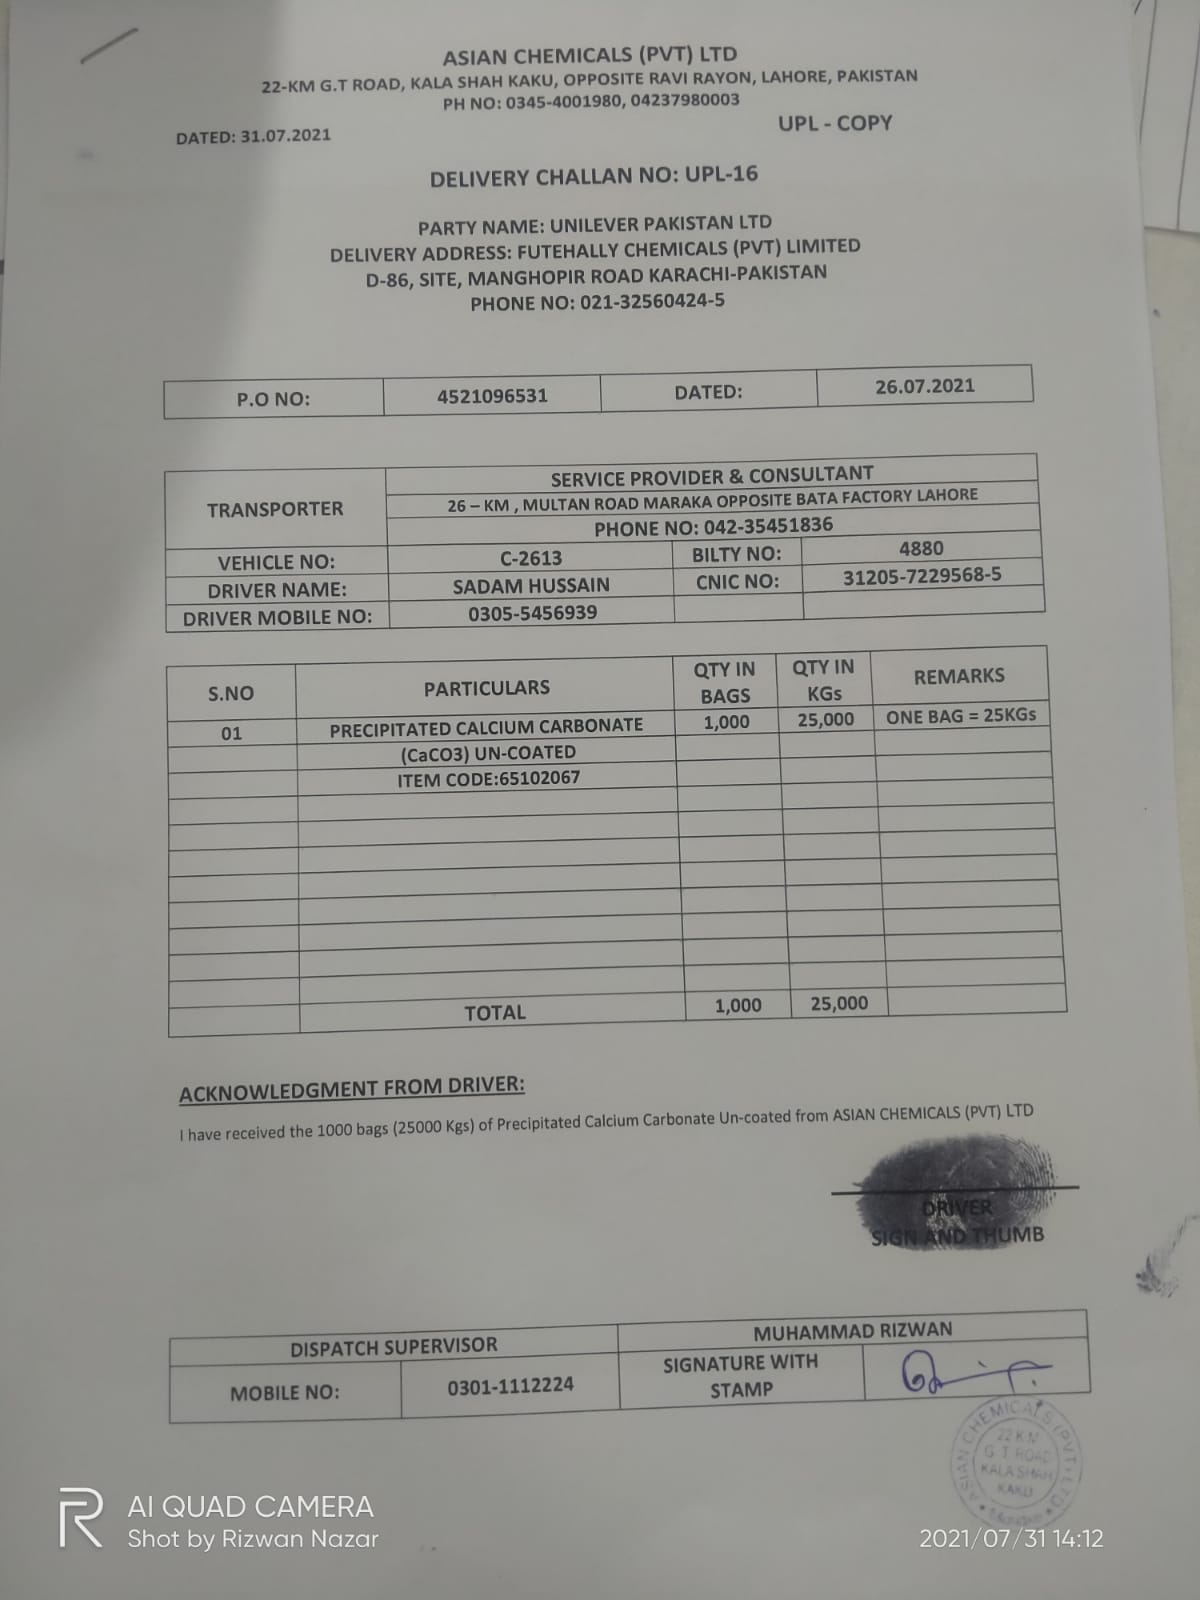 ASIAN CHEMICALS (PVT) LTD
22-KM G.T ROAD, KALA SHAH KAKU, OPPOSITE RAVI RAYON, LAHORE, PAKISTAN
PH NO: 0345-4001980, 04237980003
DATED: 31.07.2021
UPL - COPY
DELIVERY CHALLAN NO: UPL-16
PARTY NAME: UNILEVER PAKISTAN LTD
DELIVERY ADDRESS: FUTEHALLY CHEMICALS (PVT) LIMITED
D-86, SITE, MANGHOPIR ROAD KARACHI-PAKISTAN
PHONE NO: 021-32560424-5
P.O NO: 4521096531 DATED: 26.07.2021
TRANSPORTER
SERVICE PROVIDER & CONSULTANT
26 – KM , MULTAN ROAD MARAKA OPPOSITE BATA FACTORY LAHORE
PHONE NO: 042-35451836
VEHICLE NO: C-2613 BILTY NO: 4880
DRIVER NAME: SADAM HUSSAIN CNIC NO: 31205-7229568-5
DRIVER MOBILE NO: 0305-5456939
S.NO PARTICULARS QTY IN BAGS QTY IN KGs REMARKS
01 PRECIPITATED CALCIUM CARBONATE 1,000 25,000 ONE BAG = 25KGs
(CaCO3) UN-COATED
ITEM CODE:65102067
TOTAL 1,000 25,000
ACKNOWLEDGMENT FROM DRIVER:
I have received the 1000 bags (25000 Kgs) of Precipitated Calcium Carbonate Un-coated from ASIAN CHEMICALS (PVT) LTD
DRIVER
SIGN AND THUMB
DISPATCH SUPERVISOR MUHAMMAD RIZWAN
MOBILE NO: 0301-1112224 SIGNATURE WITH STAMP
ASIAN CHEMICALS (PVT) LTD
22 K.M
G T ROAD
KALA SHAH
KAKU
AI QUAD CAMERA
Shot by Rizwan Nazar
2021/07/31 14:12